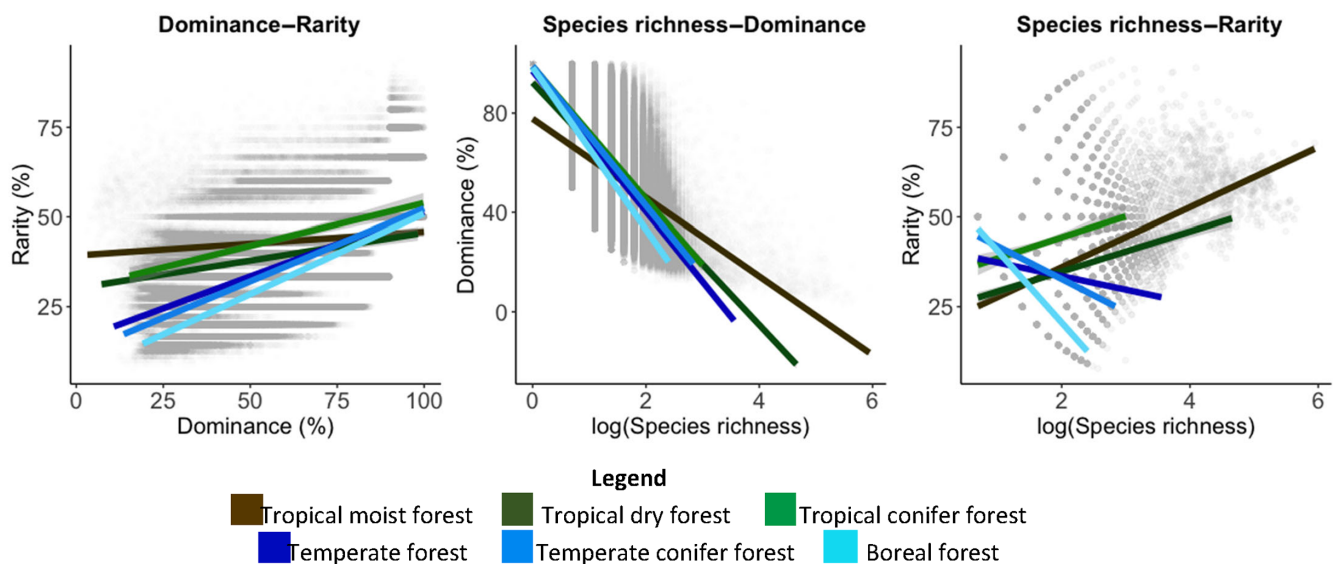 Dominance–Rarity
Species richness–Dominance
Species richness–Rarity
Rarity (%)
75
50
25
0
25
50
75
100
Dominance (%)
Dominance (%)
80
40
0
0
2
4
6
log(Species richness)
Rarity (%)
75
50
25
2
4
6
log(Species richness)
Legend
Tropical moist forest
Tropical dry forest
Tropical conifer forest
Temperate forest
Temperate conifer forest
Boreal forest